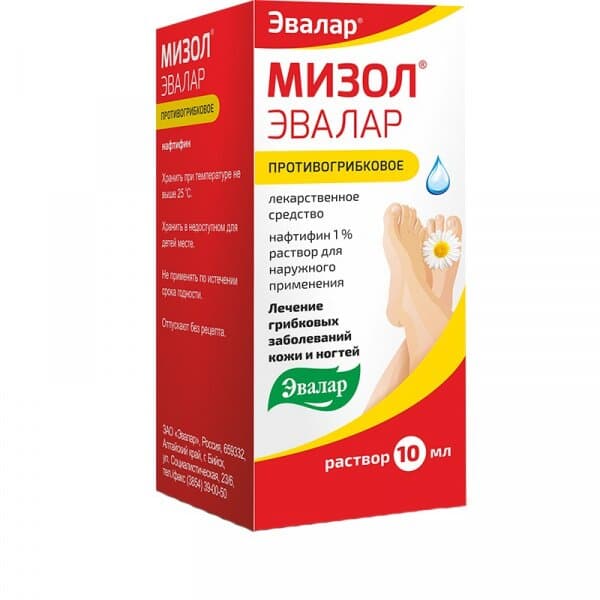 МИЗОЛ®
ЭВАЛАР
ПРОТИВОГРИБКОВОЕ
нафтифин
Хранить при температуре не
выше 25 °С.
Хранить в недоступном для
детей месте.
Не применять по истечении
срока годности.
Отпускают без рецепта.
ЗАО «Эвалар», Россия, 659332,
Алтайский край, г. Бийск,
ул. Социалистическая, 23/6,
тел./факс (3854) 39-00-50
Эвалар®
МИЗОЛ®
ЭВАЛАР
ПРОТИВОГРИБКОВОЕ
лекарственное
средство
нафтифин 1%
раствор для
наружного
применения
Лечение
грибковых
заболеваний
кожи и ногтей
Эвалар
раствор 10 мл